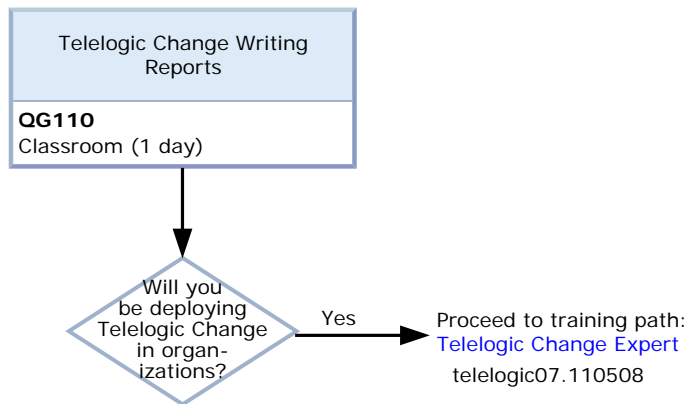 Telelogic Change Writing
Reports
QG110
Classroom (1 day)
Will you
be deploying
Telelogic Change
in organ-
izations?
Yes
Proceed to training path:
Telelogic Change Expert
telelogic07.110508